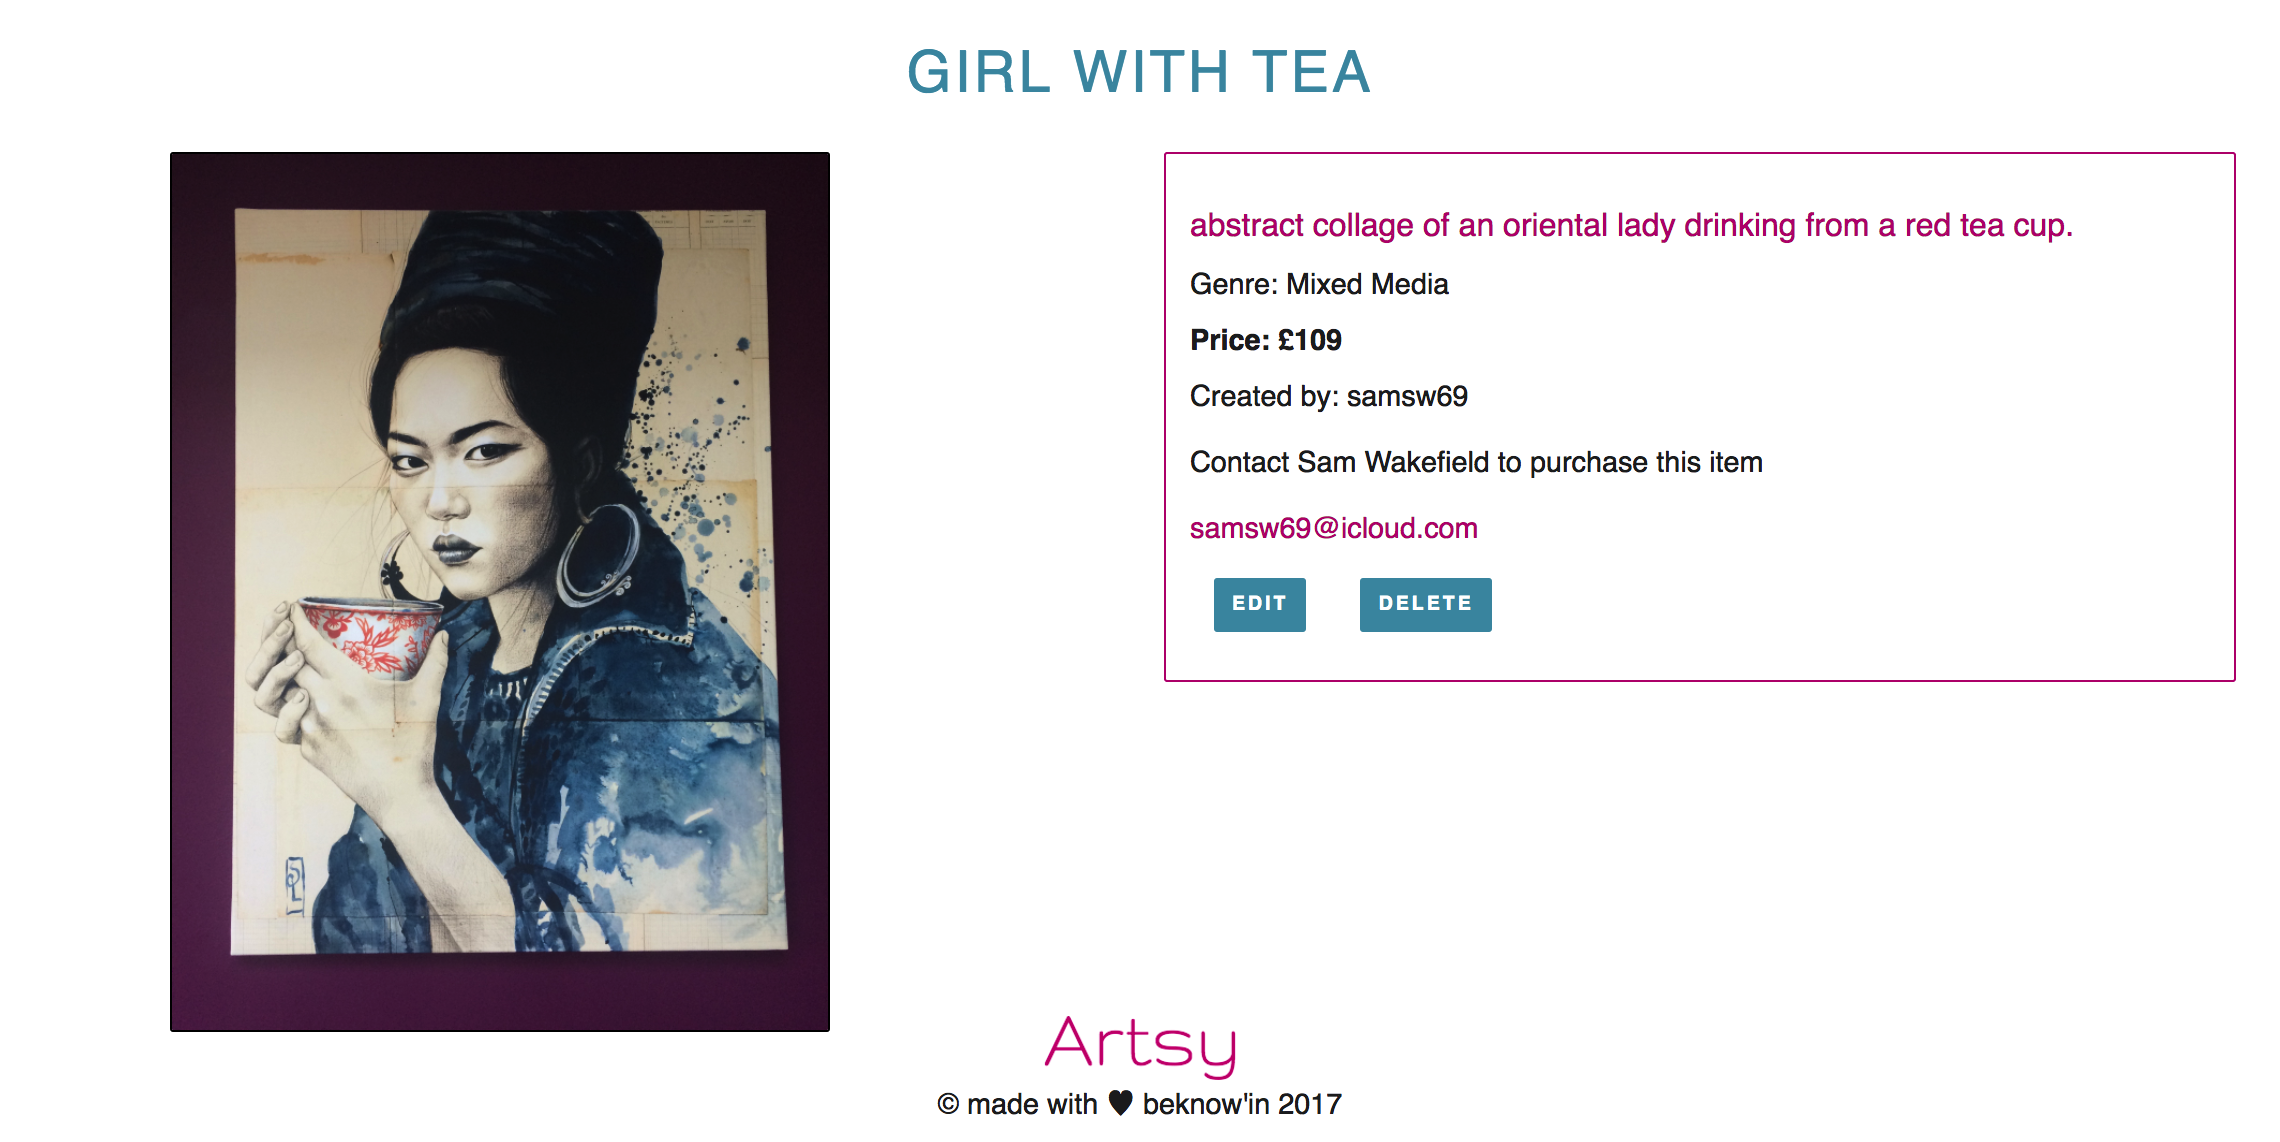 GIRL WITH TEA
abstract collage of an oriental lady drinking from a red tea cup.
Genre: Mixed Media
Price: £109
Created by: samsw69
Contact Sam Wakefield to purchase this item
samsw69@icloud.com
EDIT DELETE
SL
Artsy
© made with ♥ beknow'in 2017